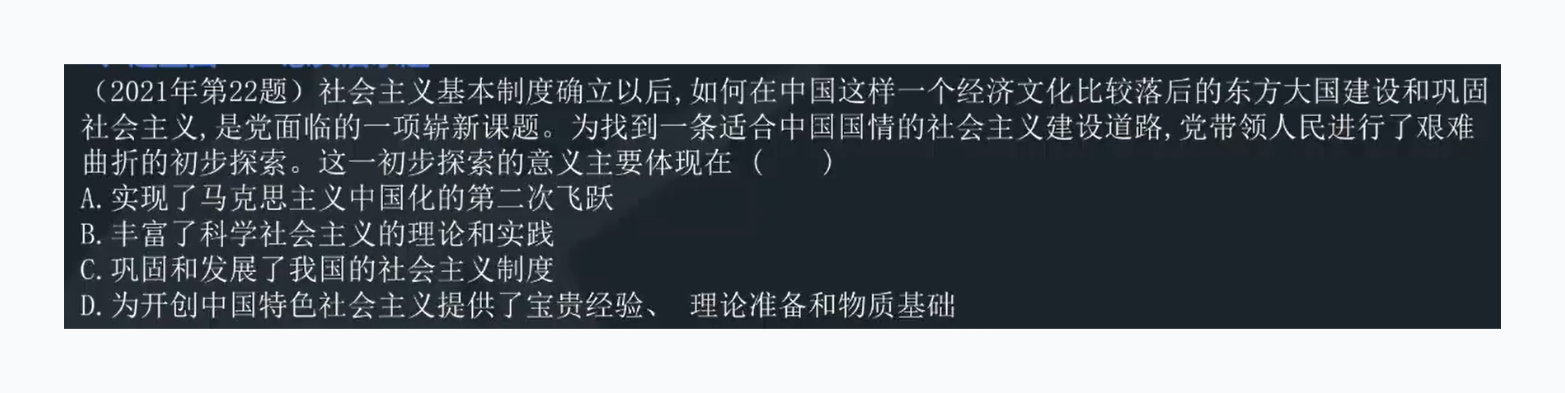 （2021年第22题）社会主义基本制度确立以后,如何在中国这样一个经济文化比较落后的东方大国建设和巩固
社会主义,是党面临的一项崭新课题。为找到一条适合中国国情的社会主义建设道路,党带领人民进行了艰难
曲折的初步探索。这一初步探索的意义主要体现在（　　）
A.实现了马克思主义中国化的第二次飞跃
B.丰富了科学社会主义的理论和实践
C.巩固和发展了我国的社会主义制度
D.为开创中国特色社会主义提供了宝贵经验、 理论准备和物质基础